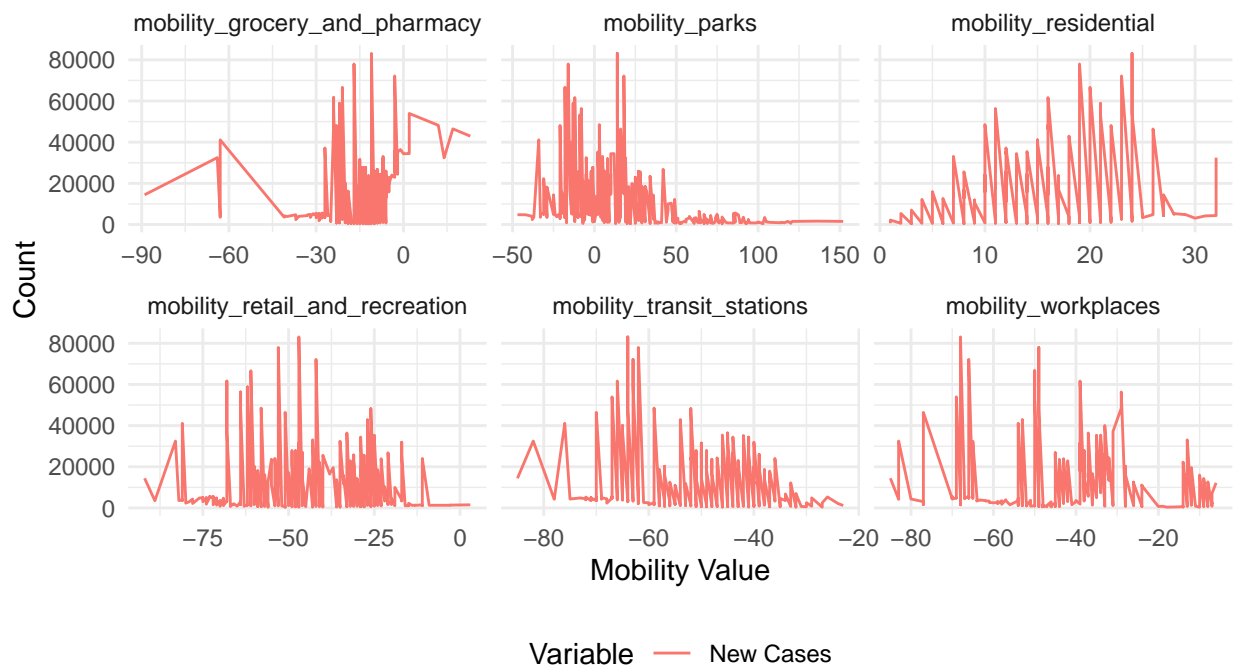 mobility_grocery_and_pharmacy mobility_parks mobility_residential
80000
60000
40000
20000
0
−90 −60 −30 0 −50 0 50 100 150 0 10 20 30
Count
mobility_retail_and_recreation mobility_transit_stations mobility_workplaces
80000
60000
40000
20000
0
−75 −50 −25 0 −80 −60 −40 −20 −80 −60 −40 −20
Mobility Value
Variable New Cases